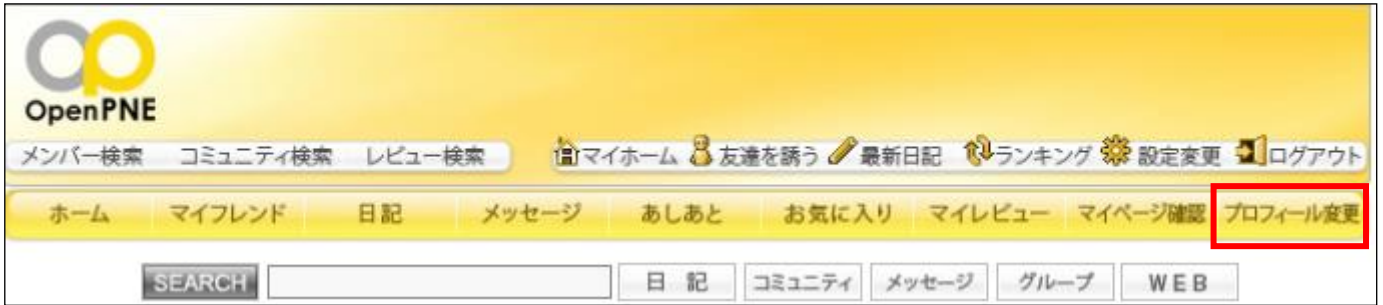 OpenPNE
メンバー検索 コミュニティ検索 レビュー検索 マイホーム 友達を誘う 最新日記 ランキング 設定変更 ログアウト
ホーム マイフレンド 日記 メッセージ あしあと お気に入り マイレビュー マイページ確認 プロフィール変更
SEARCH 日 記 コミュニティ メッセージ グループ WEB